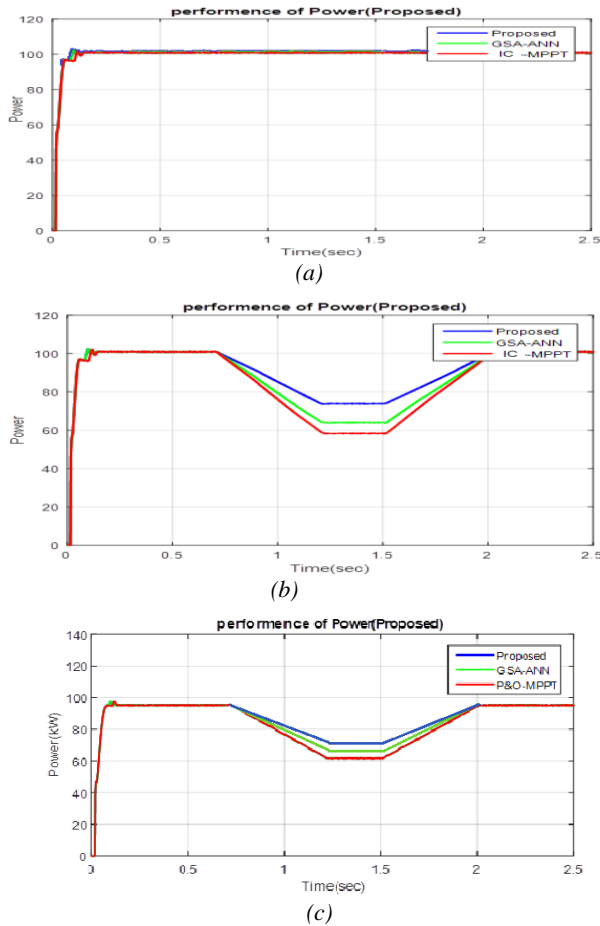 performence of Power(Proposed)
120
100
80
60
40
20
0
Power
Proposed
GSA-ANN
IC -MPPT
0.5
1
1.5
2
2.5
Time(sec)
(a)
performence of Power(Proposed)
120
100
80
60
40
20
0
Power
Proposed
GSA-ANN
IC -MPPT
0
0.5
1
1.5
2
2.5
Time(sec)
(b)
performence of Power(Proposed)
140
120
100
80
60
40
20
0
Power(kW)
Proposed
GSA-ANN
P&O-MPPT
0
0.5
1
1.5
2
2.5
Time(sec)
(c)